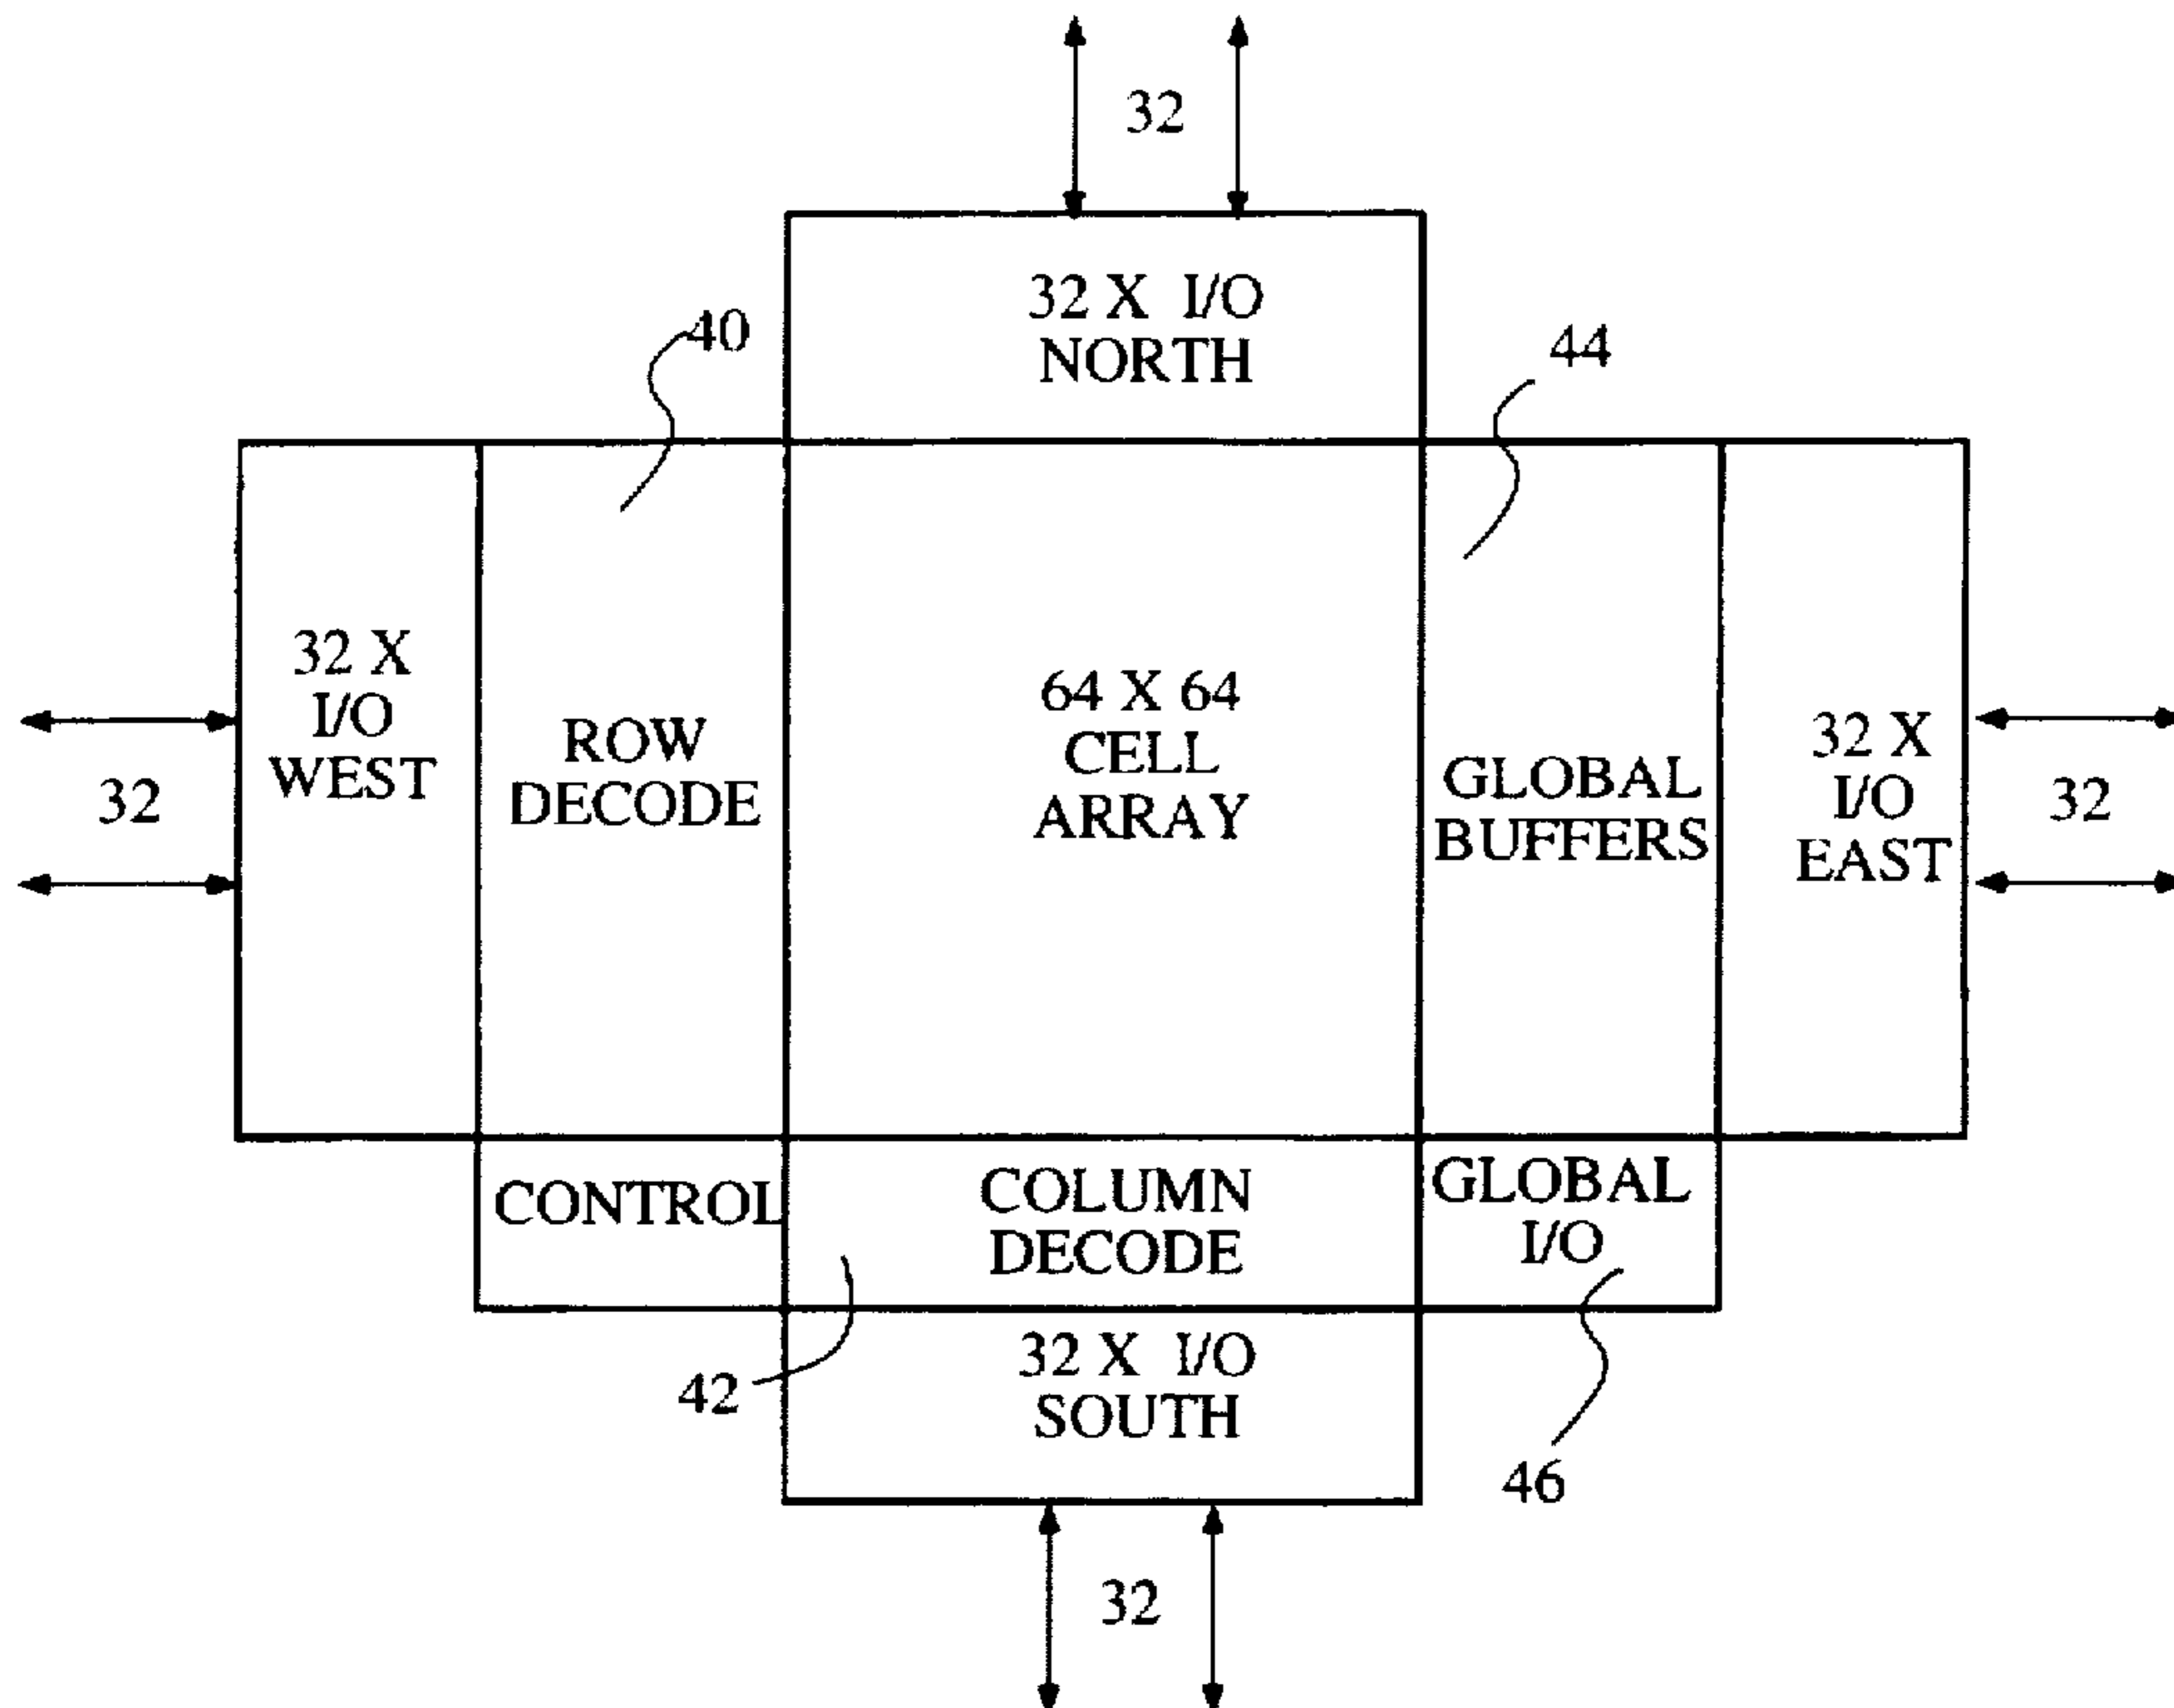 32
32 X I/O
NORTH
40
44
32 X
I/O
WEST
32
ROW
DECODE
64 X 64
CELL
ARRAY
GLOBAL
BUFFERS
32 X
I/O
EAST
32
CONTROL
COLUMN
DECODE
GLOBAL
I/O
42
32 X I/O
SOUTH
46
32